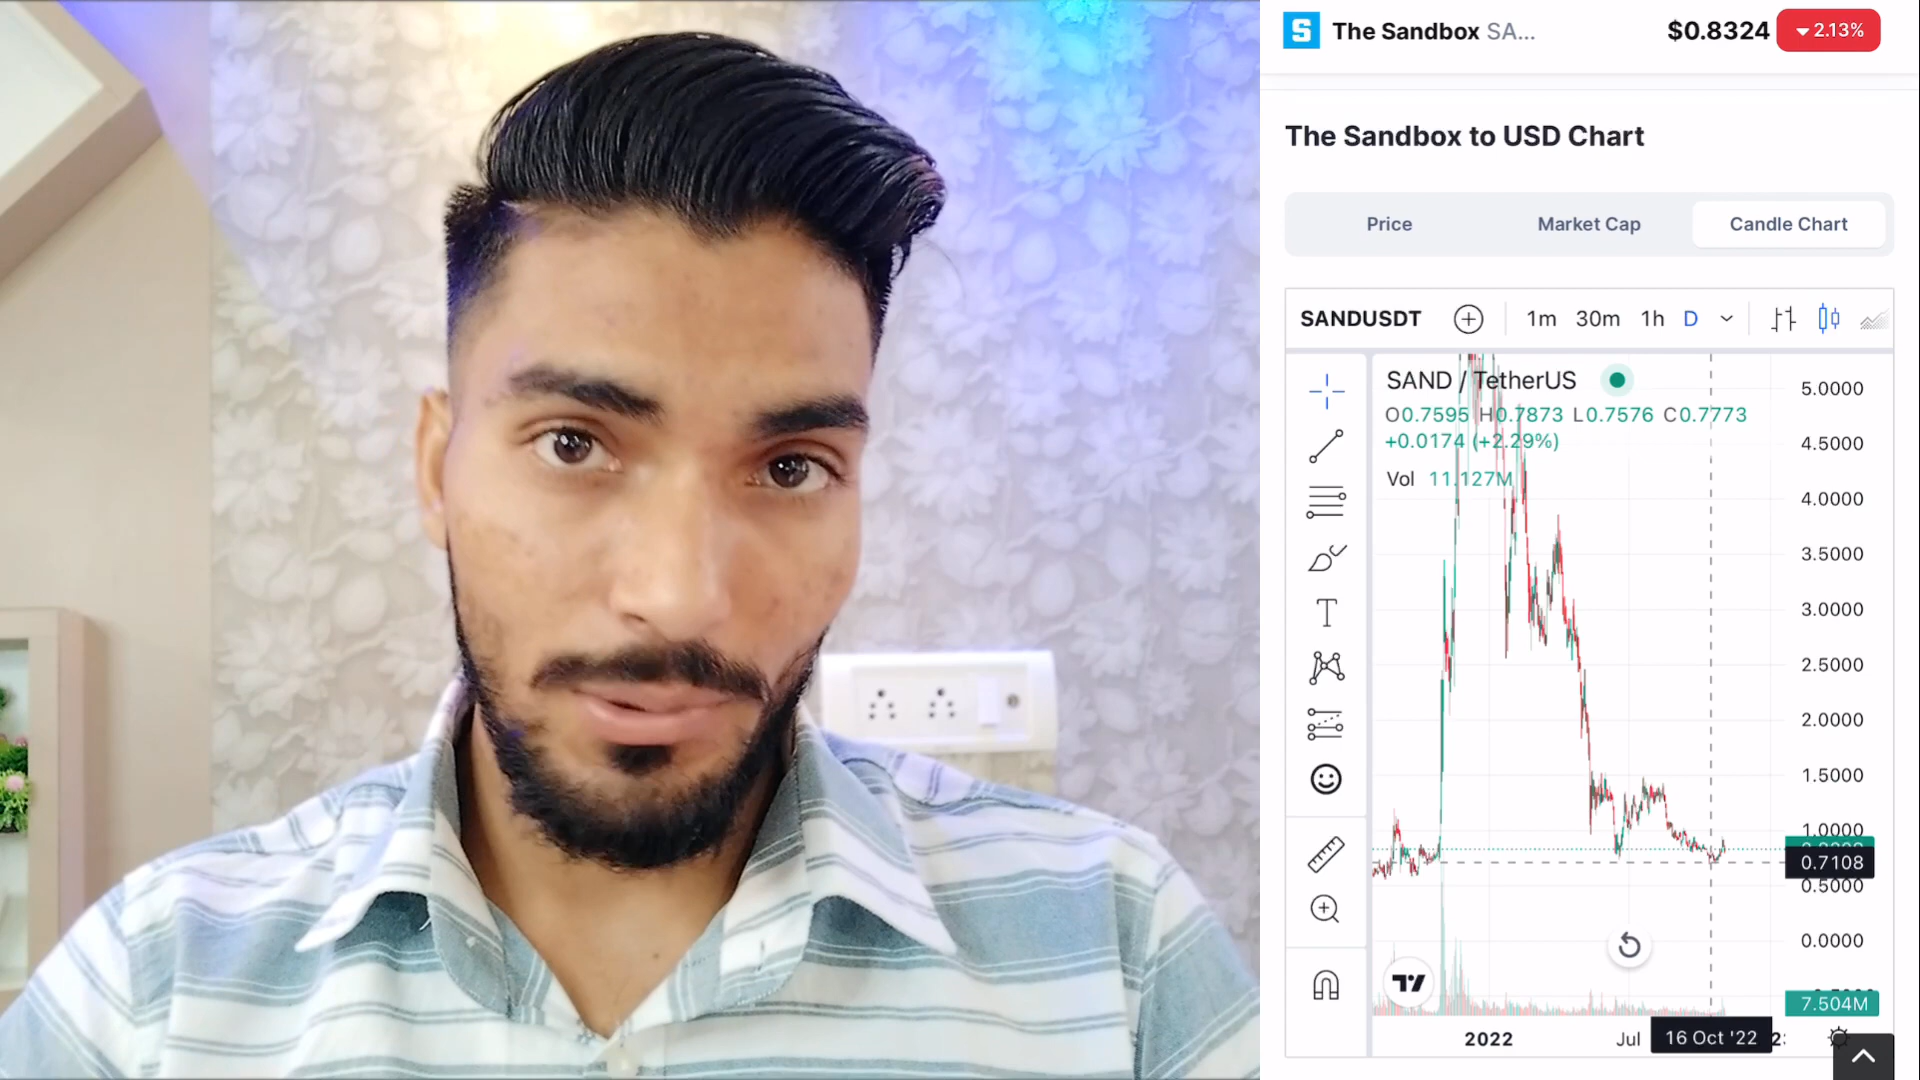 S The Sandbox SA... $0.8324 2.13%
The Sandbox to USD Chart
Price Market Cap Candle Chart
SANDUSDT 1m 30m 1h D
SAND / TetherUS
O0.7595 H0.7873 L0.7576 C0.7773
+0.0174 (+2.29%)
Vol 11.127M
5.0000
4.5000
4.0000
3.5000
3.0000
2.5000
2.0000
1.5000
1.0000
0.7108
0.5000
0.0000
7.504M
2022 Jul 16 Oct '22